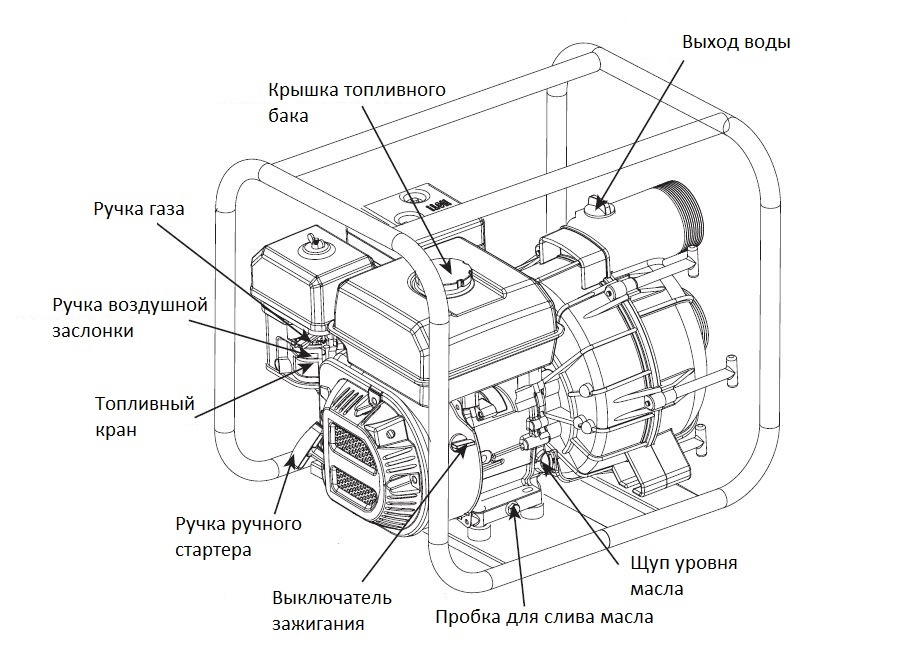 Выход воды
Крышка топливного
бака
Ручка газа
Ручка воздушной
заслонки
Топливный
кран
Ручка ручного
стартера
Выключатель
зажигания
Пробка для слива масла
Щуп уровня
масла